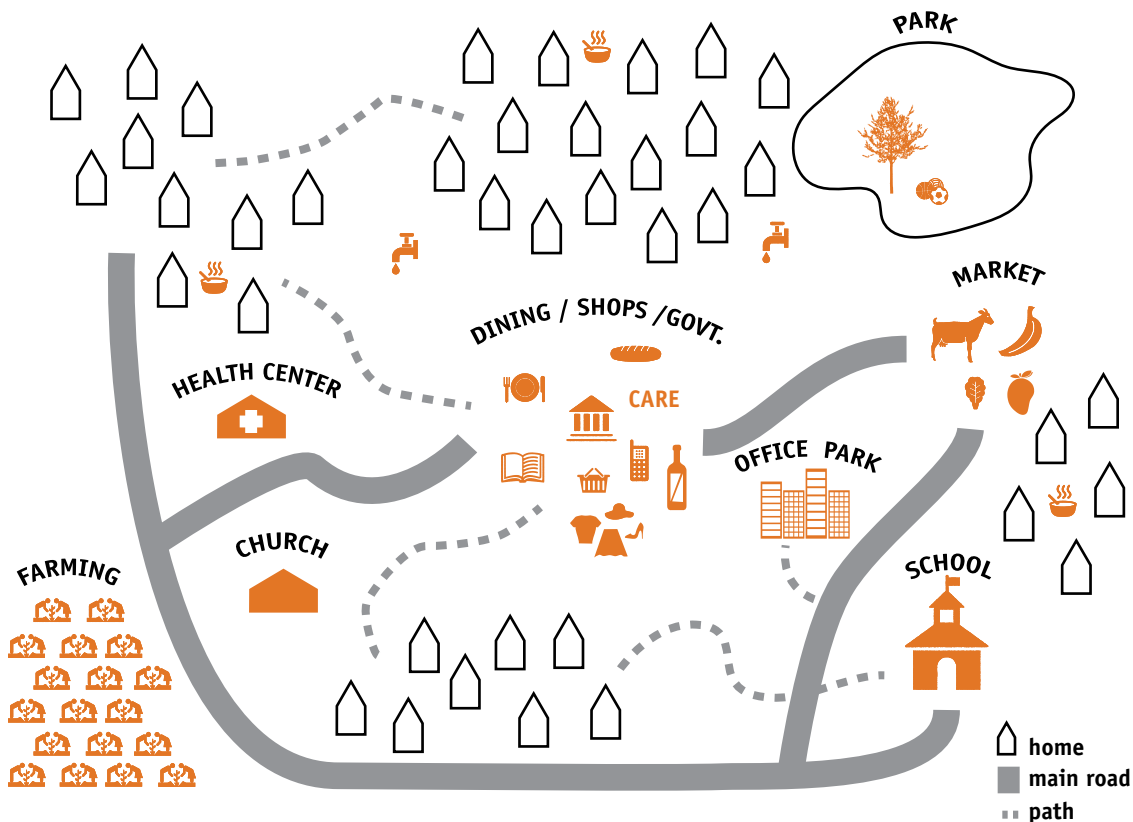 PARK
MARKET
DINING / SHOPS /GOVT.
HEALTH CENTER
CARE
OFFICE PARK
CHURCH
SCHOOL
FARMING
home
main road
path